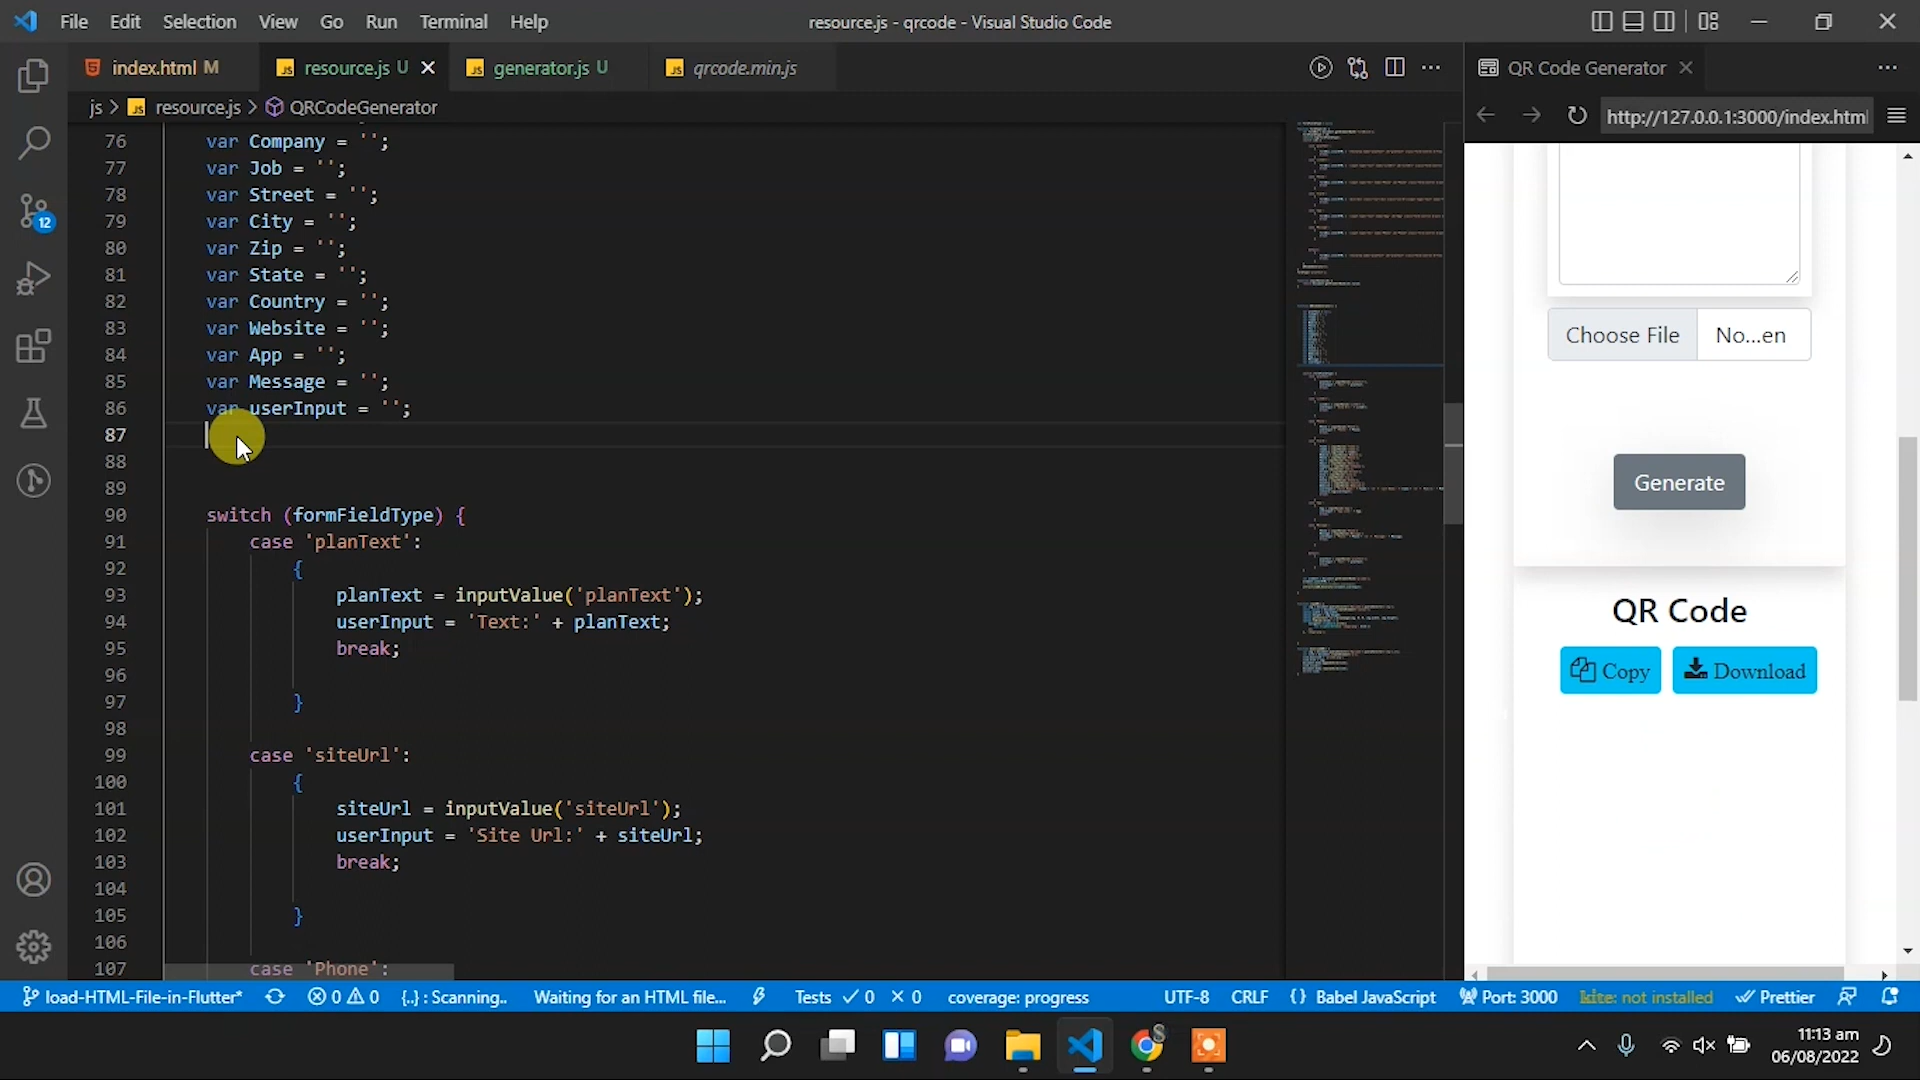 File Edit Selection View Go Run Terminal Help
resource.js - qrcode - Visual Studio Code
index.html M
resource.js U
generator.js U
qrcode.min.js
QR Code Generator
js > resource.js > QRCodeGenerator
http://127.0.0.1:3000/index.html
76 var Company = '';
77 var Job = '';
78 var Street = '';
79 var City = '';
80 var Zip = '';
81 var State = '';
82 var Country = '';
83 var Website = '';
84 var App = '';
85 var Message = '';
86 var userInput = '';
87
88
89
90 switch (formFieldType) {
91 case 'planText':
92 {
93 planText = inputValue('planText');
94 userInput = 'Text:' + planText;
95 break;
96
97 }
98
99 case 'siteUrl':
100 {
101 siteUrl = inputValue('siteUrl');
102 userInput = 'Site Url:' + siteUrl;
103 break;
104
105 }
106
107 case 'Phone':
Choose File No...en
Generate
QR Code
Copy Download
12
load-HTML-File-in-Flutter* 0 0 {..} : Scanning.. Waiting for an HTML file... Tests ✓ 0 × 0 coverage: progress UTF-8 CRLF {} Babel JavaScript Port: 3000 kite: not installed Prettier
11:13 am
06/08/2022